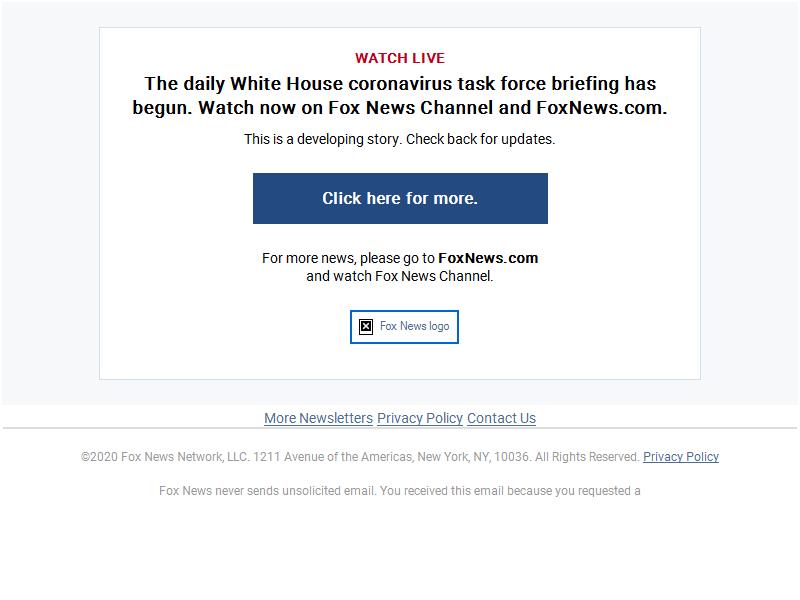 WATCH LIVE
The daily White House coronavirus task force briefing has
begun. Watch now on Fox News Channel and FoxNews.com.
This is a developing story. Check back for updates.
Click here for more.
For more news, please go to FoxNews.com
and watch Fox News Channel.
Fox News logo
More Newsletters Privacy Policy Contact Us
©2020 Fox News Network, LLC. 1211 Avenue of the Americas, New York, NY, 10036. All Rights Reserved. Privacy Policy
Fox News never sends unsolicited email. You received this email because you requested a